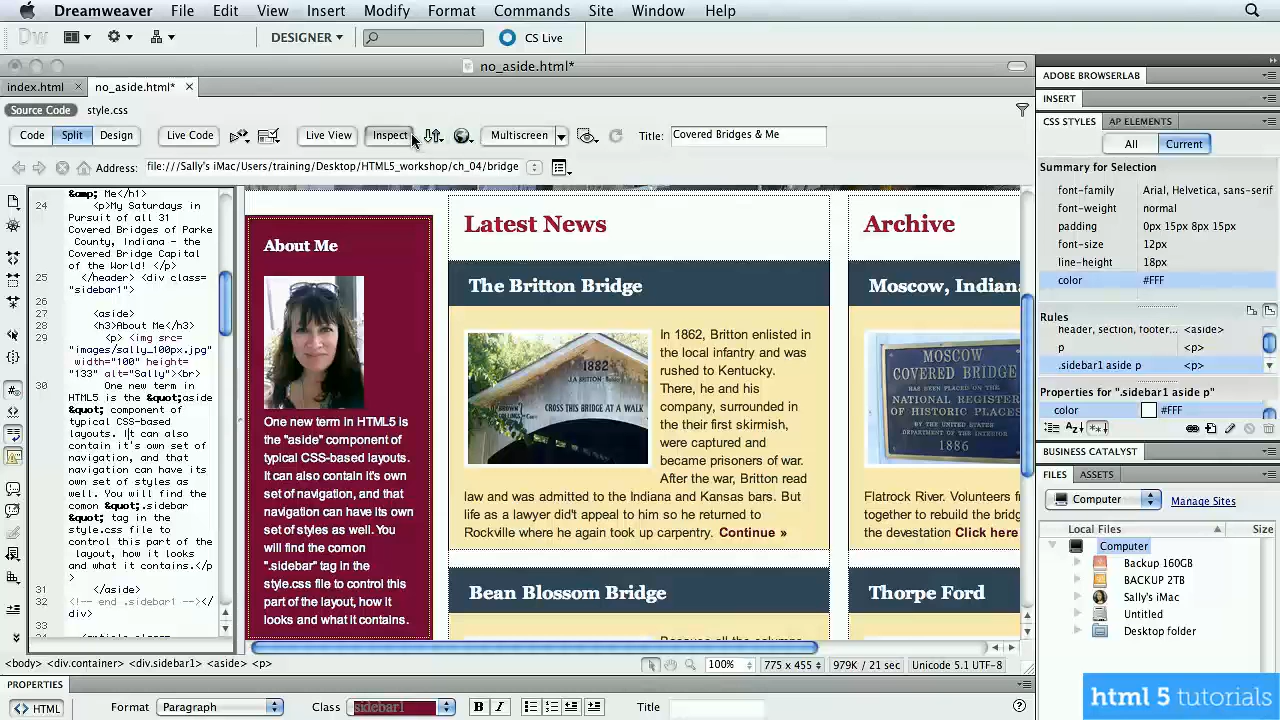 Dreamweaver File Edit View Insert Modify Format Commands Site Window Help
Dw DESIGNER CS Live
no_aside.html*
index.html no_aside.html*
Source Code style.css
Code Split Design Live Code Live View Inspect Multiscreen Title: Covered Bridges & Me
Address: file:///Sally's iMac/Users/training/Desktop/HTML5_workshop/ch_04/bridge
&amp; Me</h1>
24 <p>My Saturdays in
Pursuit of all 31
Covered Bridges of Parke
County, Indiana - the
Covered Bridge Capital
of the World! </p>
25 </header> <div class=
"sidebar1">
26
27 <aside>
28 <h3>About Me</h3>
29 <p> <img src=
"images/sally_100px.jpg"
width="100" height=
"133" alt="Sally"><br>
30 One new term in
HTML5 is the &quot;aside
&quot; component of
typical CSS-based
layouts. It can also
contain it's own set of
navigation, and that
navigation can have its
own set of styles as
well. You will find the
comon &quot;.sidebar
&quot; tag in the
style.css file to
control this part of the
layout, how it looks
and what it contains.</p
>
31 </aside>
32 <!-- end .sidebar1 --></
div>
33
About Me
One new term in HTML5 is
the "aside" component of
typical CSS-based layouts.
It can also contain it's own
set of navigation, and that
navigation can have its own
set of styles as well. You
will find the comon
".sidebar" tag in the
style.css file to control this
part of the layout, how it
looks and what it contains.
Latest News
The Britton Bridge
1882
J.A. BRITTON
CROSS THIS BRIDGE AT A WALK
In 1862, Britton enlisted in
the local infantry and was
rushed to Kentucky.
There, he and his
company, surrounded in
the their first skirmish,
were captured and
became prisoners of war.
After the war, Britton read
law and was admitted to the Indiana and Kansas bars. But
life as a lawyer did't appeal to him so he returned to
Rockville where he again took up carpentry. Continue »
Bean Blossom Bridge
Because all the columns
Archive
Moscow, Indiana
MOSCOW
COVERED BRIDGE
HAS BEEN PLACED ON THE
NATIONAL REGISTER
OF HISTORIC PLACES
BY THE UNITED STATES
DEPARTMENT OF THE INTERIOR
1886
Flatrock River. Volunteers
together to rebuild the bridg
the devestation Click here
Thorpe Ford
<body> <div.container> <div.sidebar1> <aside> <p> 100% 775 x 455 979K / 21 sec Unicode 5.1 UTF-8
PROPERTIES
<> HTML Format Paragraph Class sidebar1 B I Title
ADOBE BROWSERLAB
INSERT
CSS STYLES AP ELEMENTS
All Current
Summary for Selection
font-family Arial, Helvetica, sans-serif
font-weight normal
padding 0px 15px 8px 15px
font-size 12px
line-height 18px
color #FFF
Rules
header, section, footer... <aside>
p <p>
.sidebar1 aside p <p>
Properties for ".sidebar1 aside p"
color #FFF
BUSINESS CATALYST
FILES ASSETS
Computer Manage Sites
Local Files Size
Computer
Backup 160GB
BACKUP 2TB
Sally's iMac
Untitled
Desktop folder
html 5 tutorials